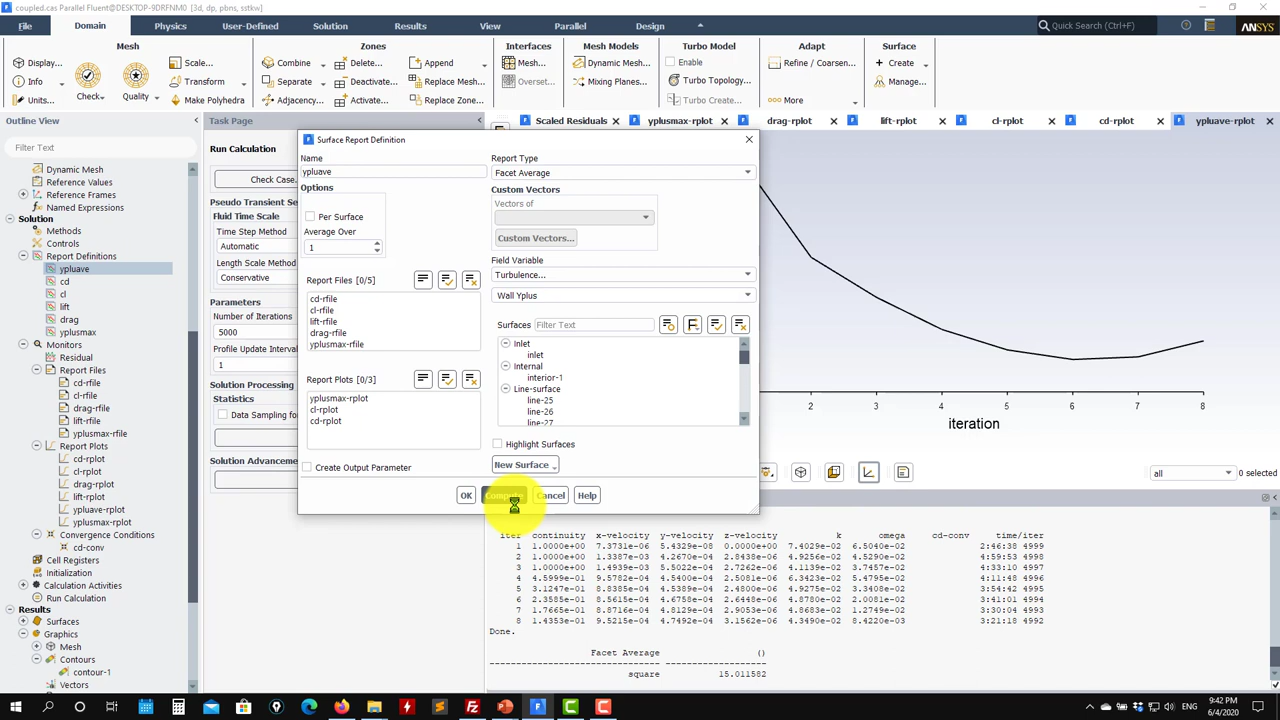 coupled.cas Parallel Fluent@DESKTOP-9DRFNM0 [3d, dp, pbns, sstkw]
File Domain Physics User-Defined Solution Results View Parallel Design Quick Search (Ctrl+F) ANSYS
Mesh Zones Interfaces Mesh Models Turbo Model Adapt Surface
Display... Scale... Combine Delete... Append Mesh... Dynamic Mesh... Enable Refine / Coarsen... Create
Info Check Quality Transform Separate Deactivate... Replace Mesh... Overset... Mixing Planes... Turbo Topology... Manage...
Units... Make Polyhedra Adjacency... Activate... Replace Zone... Turbo Create... More
Outline View
Filter Text
Dynamic Mesh
Reference Values
Reference Frames
Named Expressions
Solution
Methods
Controls
Report Definitions
ypluave
cd
cl
lift
drag
yplusmax
Monitors
Residual
Report Files
cd-rfile
cl-rfile
drag-rfile
lift-rfile
yplusmax-rfile
Report Plots
cd-rplot
cl-rplot
drag-rplot
lift-rplot
ypluave-rplot
yplusmax-rplot
Convergence Conditions
cd-conv
Cell Registers
Initialization
Calculation Activities
Run Calculation
Results
Surfaces
Graphics
Mesh
Contours
contour-1
Vectors
Task Page
Run Calculation
Check Case..
Pseudo Transient Se
Fluid Time Scale
Time Step Method
Automatic
Length Scale Method
Conservative
Parameters
Number of Iterations
5000
Profile Update Interva
1
Solution Processing
Statistics
Data Sampling fo
Solution Advanceme
Surface Report Definition
Name
ypluave
Options
Per Surface
Average Over
1
Report Files [0/5]
cd-rfile
cl-rfile
lift-rfile
drag-rfile
yplusmax-rfile
Report Plots [0/3]
yplusmax-rplot
cl-rplot
cd-rplot
Create Output Parameter
Report Type
Facet Average
Custom Vectors
Vectors of
Custom Vectors...
Field Variable
Turbulence...
Wall Yplus
Surfaces Filter Text
Inlet
inlet
Internal
interior-1
Line-surface
line-25
line-26
line-27
Highlight Surfaces
New Surface
OK Compute Cancel Help
Scaled Residuals yplusmax-rplot drag-rplot lift-rplot cl-rplot cd-rplot ypluave-rplot
2 3 4 5 6 7 8
iteration
all 0 selected
iter continuity x-velocity y-velocity z-velocity k omega cd-conv time/iter
1 1.0000e+00 7.3731e-06 5.4329e-08 0.0000e+00 7.4029e-02 6.5040e-02 2:46:38 4999
2 1.0000e+00 1.3387e-03 4.2670e-04 2.8438e-06 4.9256e-02 4.5290e-02 4:59:53 4998
3 1.0000e+00 1.4939e-03 5.5022e-04 2.7262e-06 4.1139e-02 3.7457e-02 4:33:10 4997
4 4.5999e-01 9.5782e-04 4.5540e-04 2.5081e-06 6.3423e-02 5.4795e-02 4:11:48 4996
5 3.1247e-01 8.8385e-04 4.5389e-04 2.4800e-06 4.9275e-02 3.3408e-02 3:54:42 4995
6 2.3585e-01 8.8376e-04 4.5675e-04 2.6458e-06 4.8780e-02 2.0081e-02 3:41:01 4994
7 1.7665e-01 8.8716e-04 4.8129e-04 2.9053e-06 4.8683e-02 1.2749e-02 3:30:04 4993
8 1.4353e-01 9.5215e-04 4.7492e-04 3.1562e-06 4.3490e-02 8.4220e-03 3:21:18 4992
Done.
Facet Average ()
square 15.011582
9:42 PM
6/4/2020